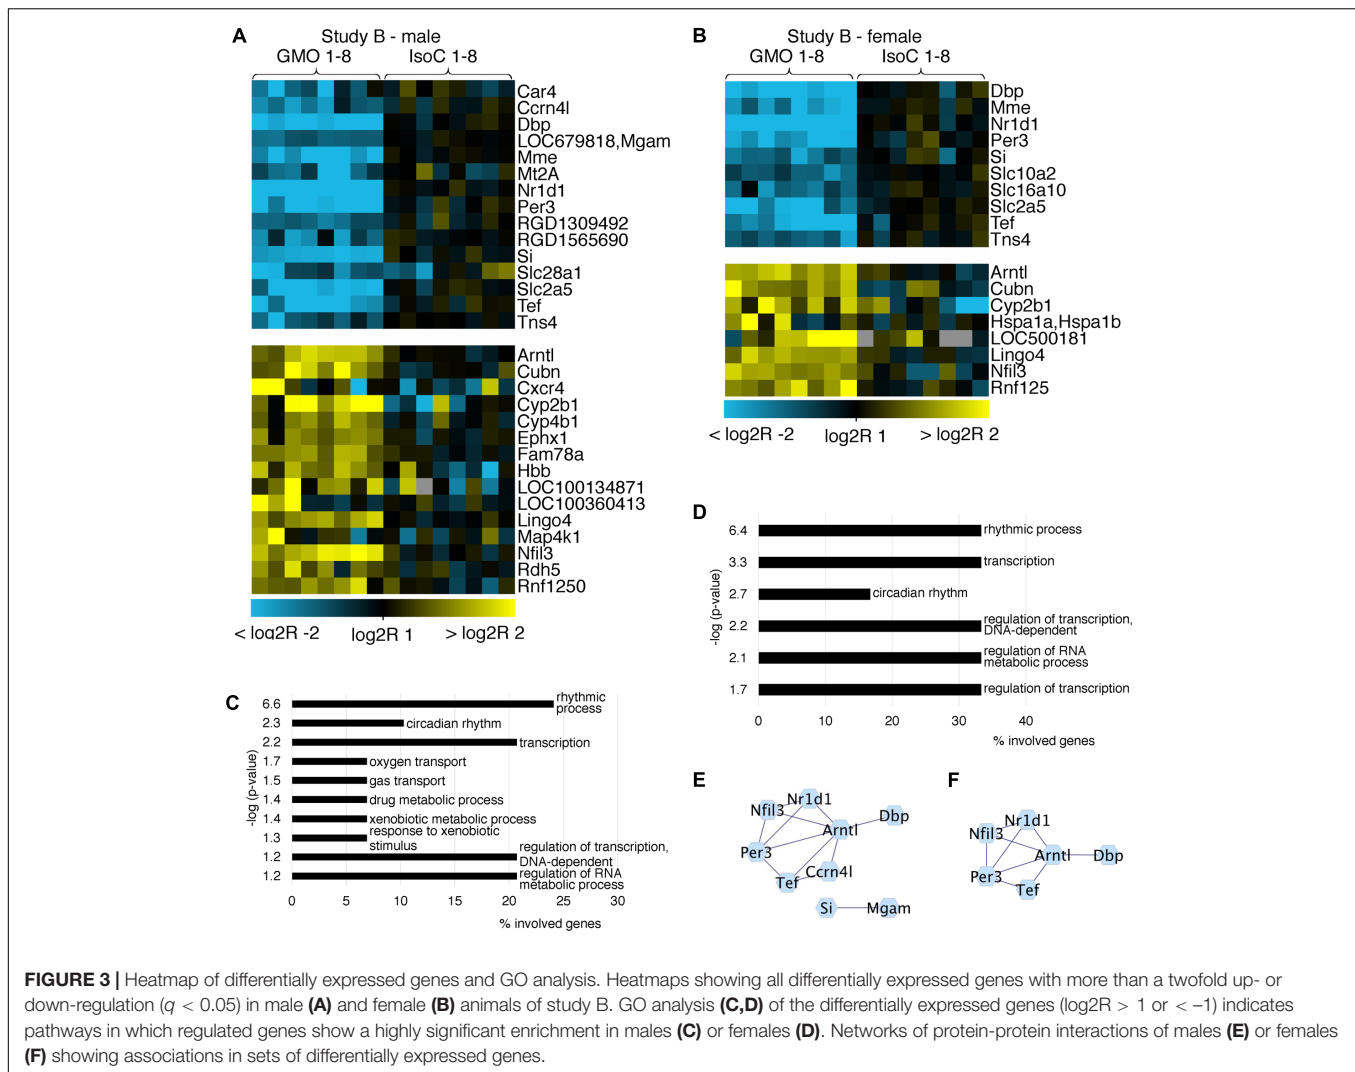 A
Study B - male
GMO 1-8
IsoC 1-8
Car4
Ccrn4l
Dbp
LOC679818,Mgam
Mme
Mt2A
Nr1d1
Per3
RGD1309492
RGD1565690
Si
Slc28a1
Slc2a5
Tef
Tns4
Arntl
Cubn
Cxcr4
Cyp2b1
Cyp4b1
Ephx1
Fam78a
Hbb
LOC100134871
LOC100360413
Lingo4
Map4k1
Nfil3
Rdh5
Rnf1250
< log2R -2
log2R 1
> log2R 2
B
Study B - female
GMO 1-8
IsoC 1-8
Dbp
Mme
Nr1d1
Per3
Si
Slc10a2
Slc16a10
Slc2a5
Tef
Tns4
Arntl
Cubn
Cyp2b1
Hspa1a,Hspa1b
LOC500181
Lingo4
Nfil3
Rnf125
< log2R -2
log2R 1
> log2R 2
C
-log (p-value)
6.6
rhythmic
process
2.3
circadian rhythm
2.2
transcription
1.7
oxygen transport
1.5
gas transport
1.4
drug metabolic process
1.4
xenobiotic metabolic process
1.3
response to xenobiotic
stimulus
1.2
regulation of transcription,
DNA-dependent
1.2
regulation of RNA
metabolic process
0
5
10
15
20
25
30
% involved genes
D
-log (p-value)
6.4
rhythmic process
3.3
transcription
2.7
circadian rhythm
2.2
regulation of transcription,
DNA-dependent
2.1
regulation of RNA
metabolic process
1.7
regulation of transcription
0
10
20
30
40
% involved genes
E
Nr1d1
Nfil3
Arntl
Dbp
Per3
Ccrn4l
Tef
Si
Mgam
F
Nr1d1
Nfil3
Arntl
Dbp
Per3
Tef
FIGURE 3 | Heatmap of differentially expressed genes and GO analysis. Heatmaps showing all differentially expressed genes with more than a twofold up- or
down-regulation (q < 0.05) in male (A) and female (B) animals of study B. GO analysis (C,D) of the differentially expressed genes (log2R > 1 or < –1) indicates
pathways in which regulated genes show a highly significant enrichment in males (C) or females (D). Networks of protein-protein interactions of males (E) or females
(F) showing associations in sets of differentially expressed genes.